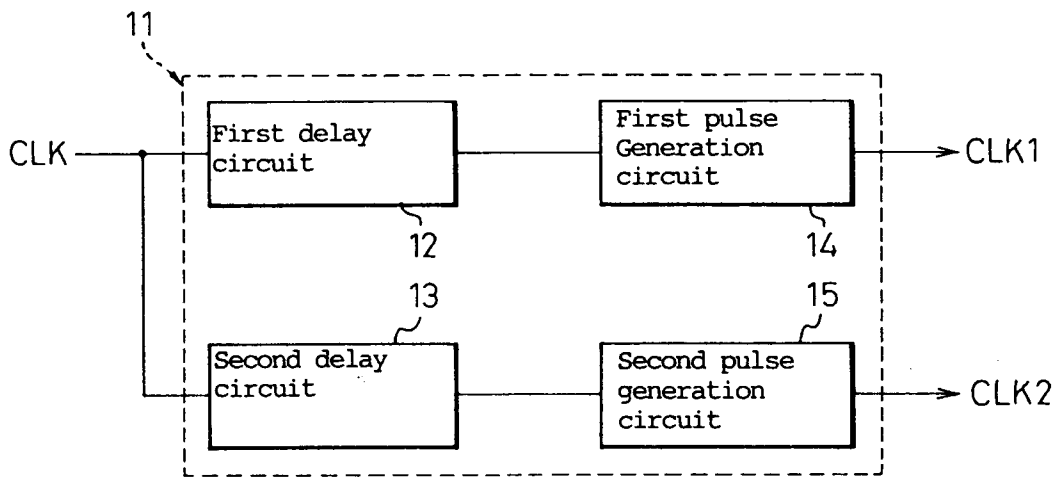 11
CLK
First delay
circuit
12
First pulse
Generation
circuit
14
CLK1
13
Second delay
circuit
15
Second pulse
generation
circuit
CLK2